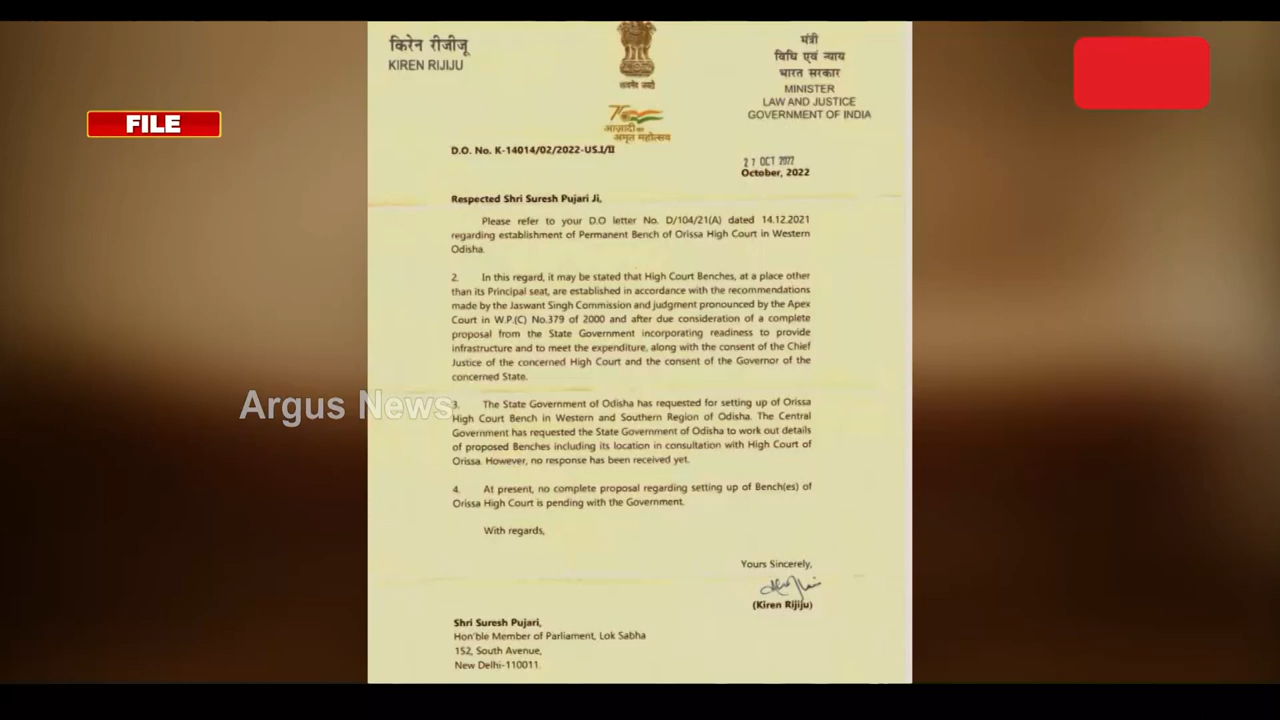 किरेन रीजीजू
KIREN RIJIJU
सत्यमेव जयते
आज़ादी का
अमृत महोत्सव
मंत्री
विधि एवं न्याय
भारत सरकार
MINISTER
LAW AND JUSTICE
GOVERNMENT OF INDIA
FILE
D.O. No. K-14014/02/2022-US.I/II
21 OCT 2022
October, 2022
Respected Shri Suresh Pujari Ji,
Please refer to your D.O letter No. D/104/21(A) dated 14.12.2021
regarding establishment of Permanent Bench of Orissa High Court in Western
Odisha.
2. In this regard, it may be stated that High Court Benches, at a place other
than its Principal seat, are established in accordance with the recommendations
made by the Jaswant Singh Commission and judgment pronounced by the Apex
Court in W.P.(C) No.379 of 2000 and after due consideration of a complete
proposal from the State Government incorporating readiness to provide
infrastructure and to meet the expenditure, along with the consent of the Chief
Justice of the concerned High Court and the consent of the Governor of the
concerned State.
Argus News
3. The State Government of Odisha has requested for setting up of Orissa
High Court Bench in Western and Southern Region of Odisha. The Central
Government has requested the State Government of Odisha to work out details
of proposed Benches including its location in consultation with High Court of
Orissa. However, no response has been received yet.
4. At present, no complete proposal regarding setting up of Bench(es) of
Orissa High Court is pending with the Government.
With regards,
Yours Sincerely,
(Kiren Rijiju)
Shri Suresh Pujari,
Hon'ble Member of Parliament, Lok Sabha
152, South Avenue,
New Delhi-110011.